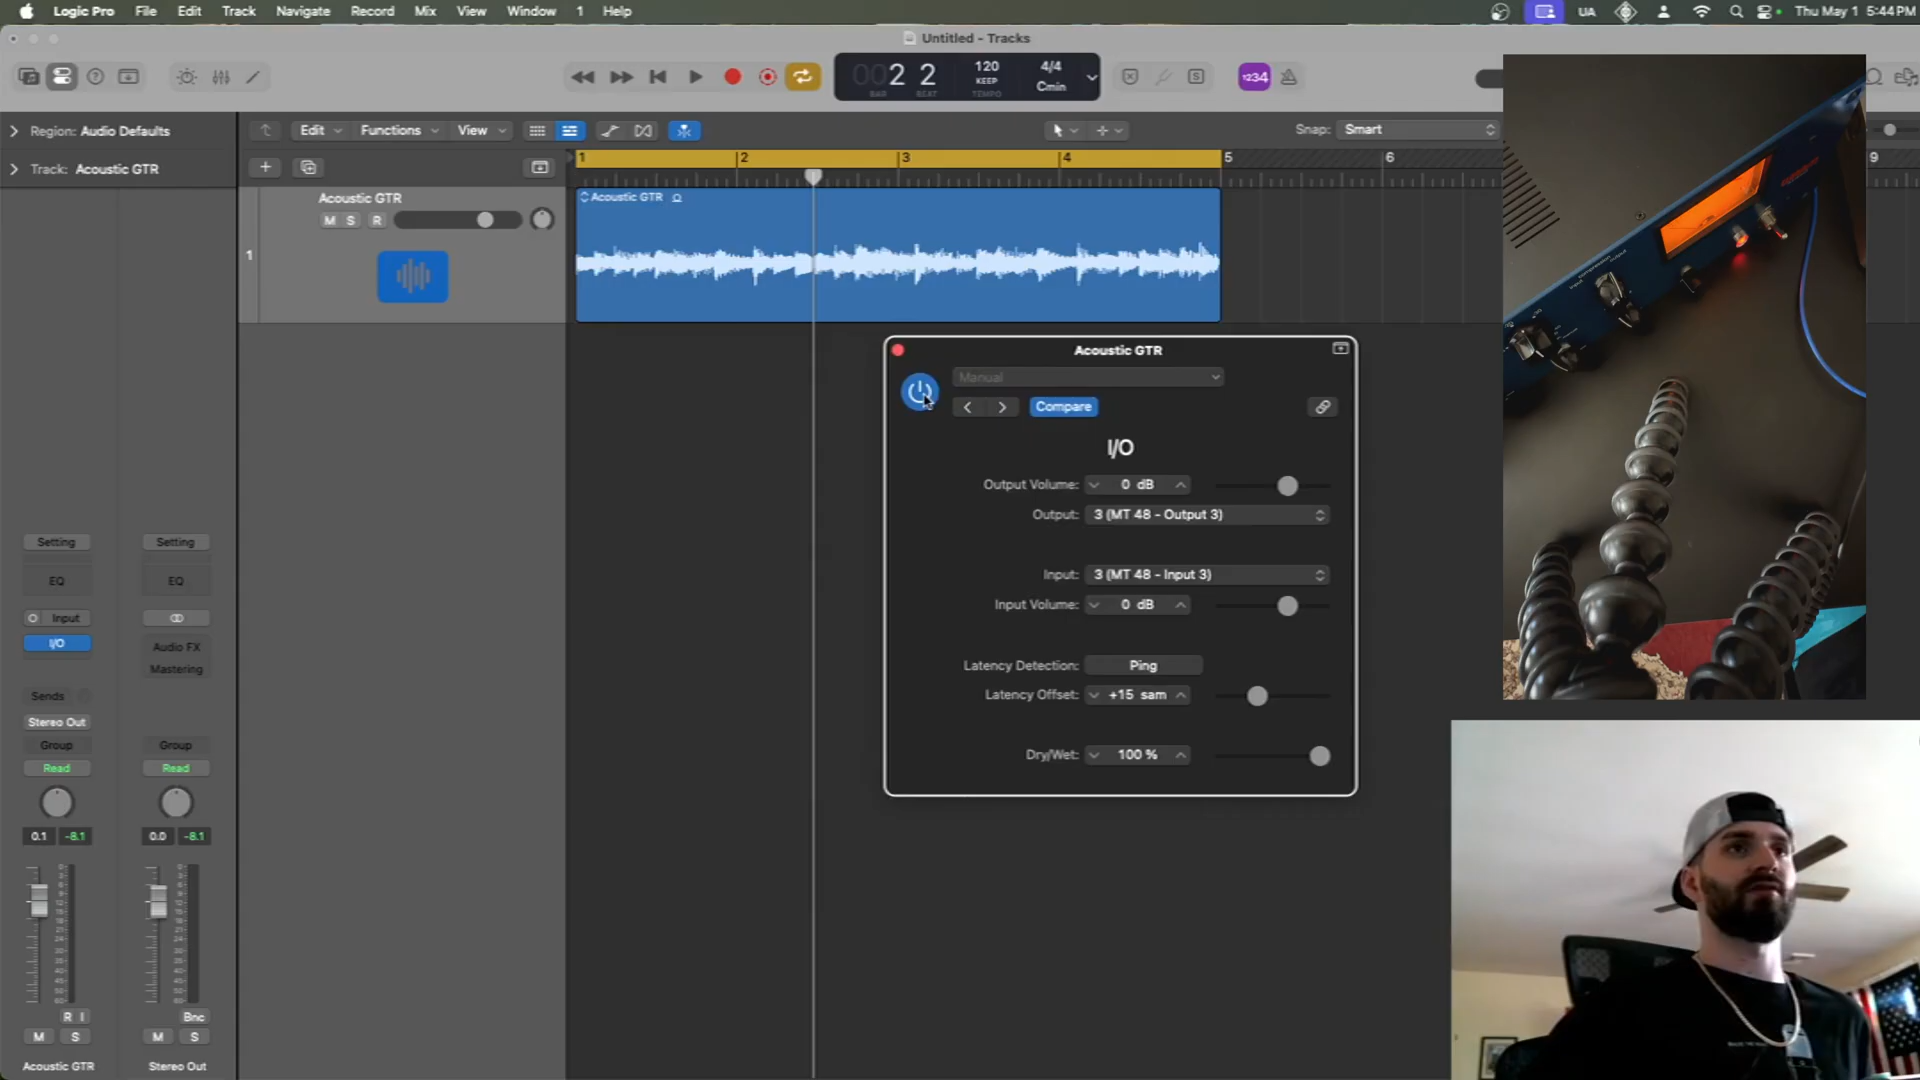 Logic Pro File Edit Track Navigate Record Mix View Window 1 Help
UA Thu May 1 5:44 PM
Untitled - Tracks
002 2 120 4/4
KEEP Cmin
BAR BEAT TEMPO
1234
Region: Audio Defaults
Edit Functions View
Snap: Smart
Track: Acoustic GTR
1 2 3 4 5 6 9
Acoustic GTR
M S R
1
Acoustic GTR
Acoustic GTR
Manual
Compare
I/O
Output Volume: 0 dB
Output: 3 (MT 48 - Output 3)
Input: 3 (MT 48 - Input 3)
Input Volume: 0 dB
Latency Detection: Ping
Latency Offset: +15 sam
Dry/Wet: 100 %
Setting Setting
EQ EQ
Input
I/O
Audio FX
Mastering
Sends
Stereo Out
Group Group
Read Read
0.1 -8.1 0.0 -8.1
R I Bnc
M S M S
Acoustic GTR Stereo Out